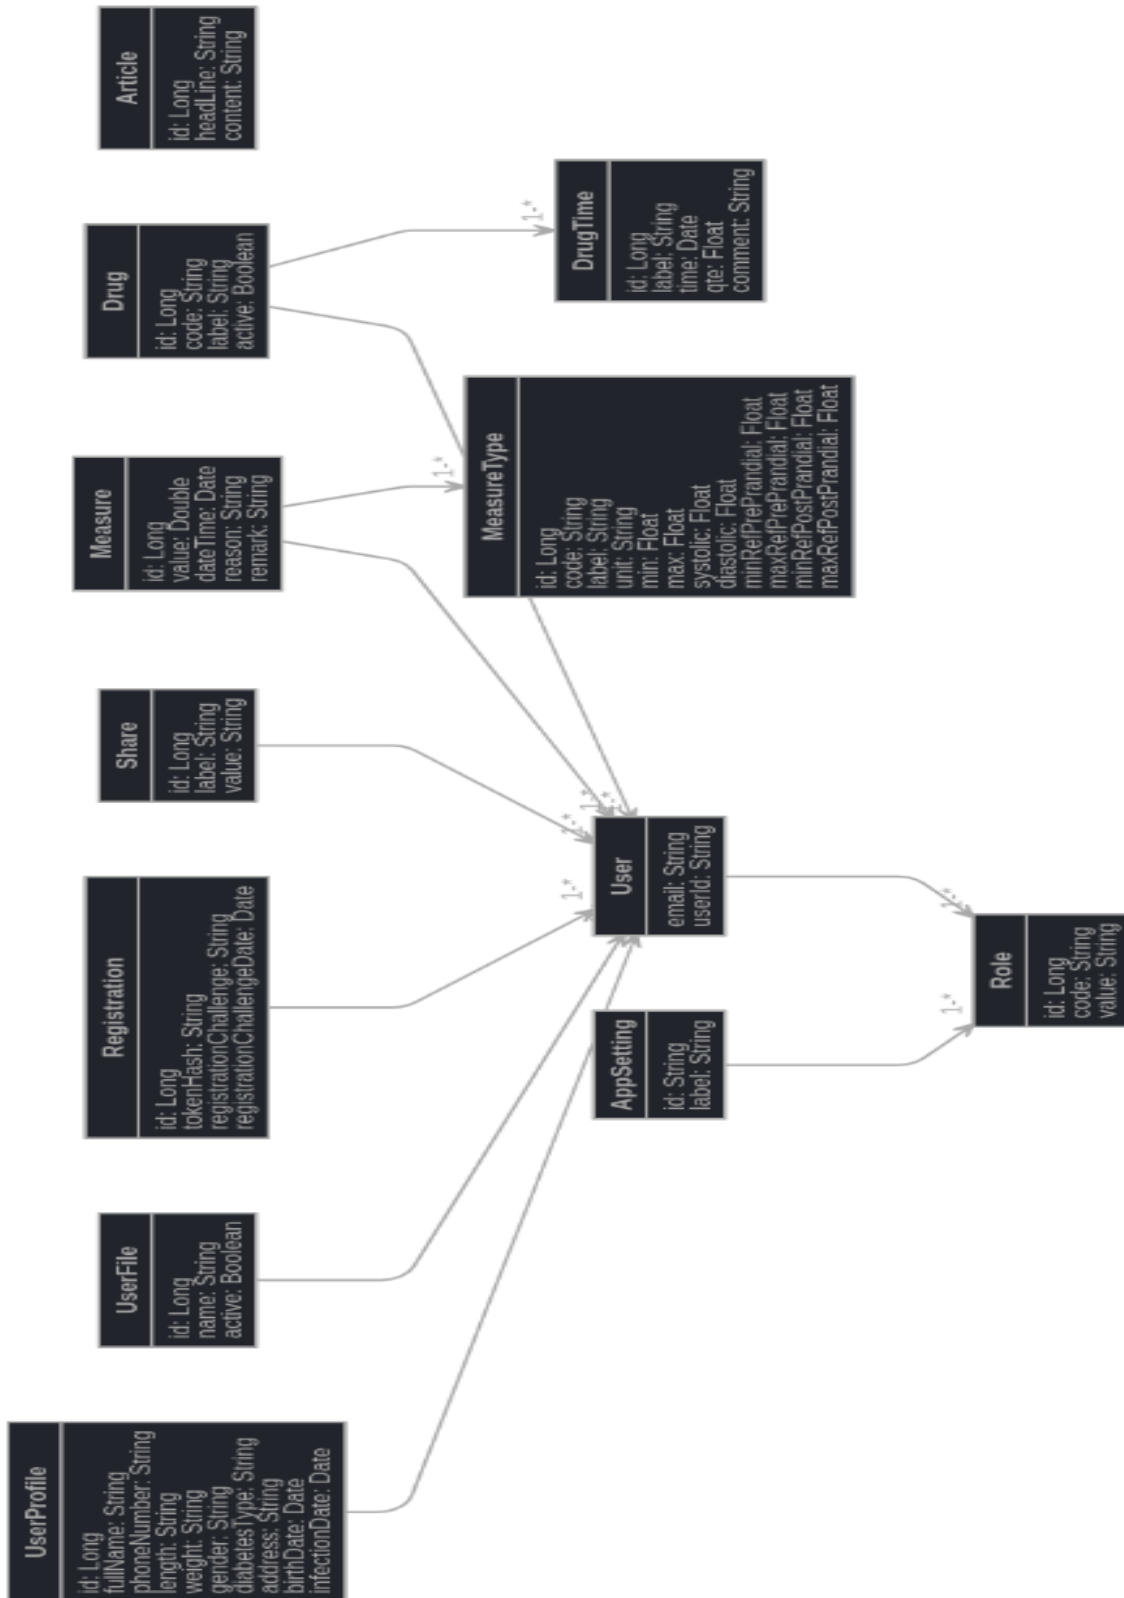 UserProfile
id: Long
fullName: String
phoneNumber: String
length: String
weight: String
gender: String
diabetesType: String
address: String
birthDate: Date
infectionDate: Date
UserFile
id: Long
name: String
active: Boolean
Registration
id: Long
tokenHash: String
registrationChallenge: String
registrationChallengeDate: Date
Share
id: Long
label: String
value: String
Measure
id: Long
value: Double
dateTime: Date
reason: String
remark: String
Drug
id: Long
code: String
label: String
active: Boolean
Article
id: Long
headLine: String
content: String
1-*
1-*
1-*
1-*
1-*
1-*
AppSetting
id: String
label: String
User
email: String
userId: String
MeasureType
id: Long
code: String
label: String
unit: String
min: Float
max: Float
systolic: Float
diastolic: Float
minRefPrePrandial: Float
maxRefPrePrandial: Float
minRefPostPrandial: Float
maxRefPostPrandial: Float
DrugTime
id: Long
label: String
time: Date
qte: Float
comment: String
1-*
1-*
Role
id: Long
code: String
value: String